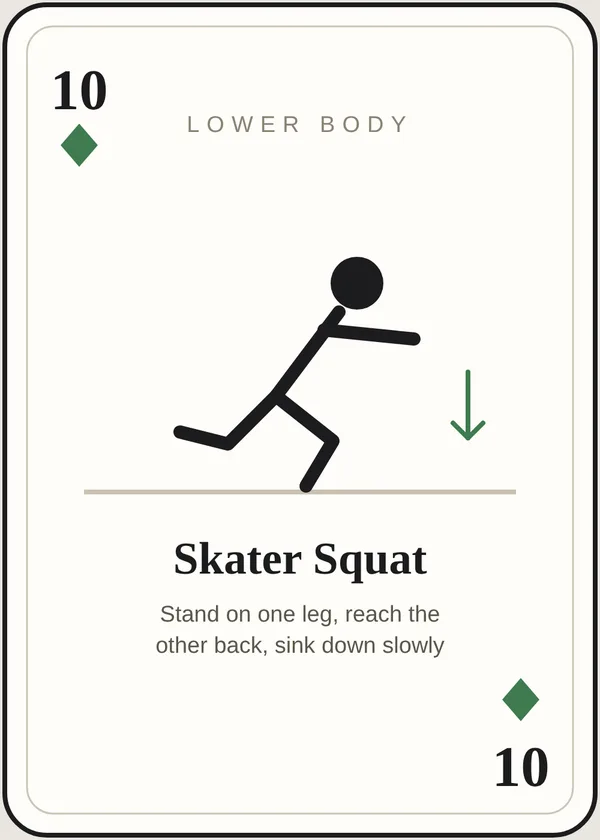 10
LOWER BODY
Skater Squat
Stand on one leg, reach the
other back, sink down slowly
10